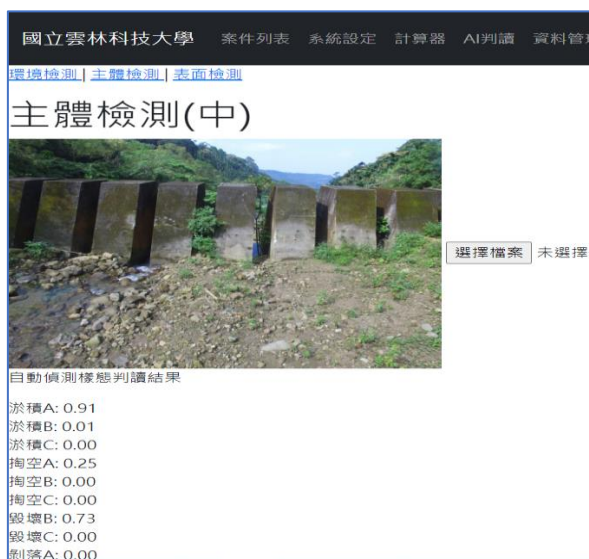 國立雲林科技大學 案件列表 系統設定 計算器 AI判讀 資料管
環境檢測 | 主體檢測 | 表面檢測
主體檢測(中)
選擇檔案 未選擇
自動偵測樣態判讀結果
淤積A: 0.91
淤積B: 0.01
淤積C: 0.00
掏空A: 0.25
掏空B: 0.00
掏空C: 0.00
毀壞B: 0.73
毀壞C: 0.00
剝落A: 0.00